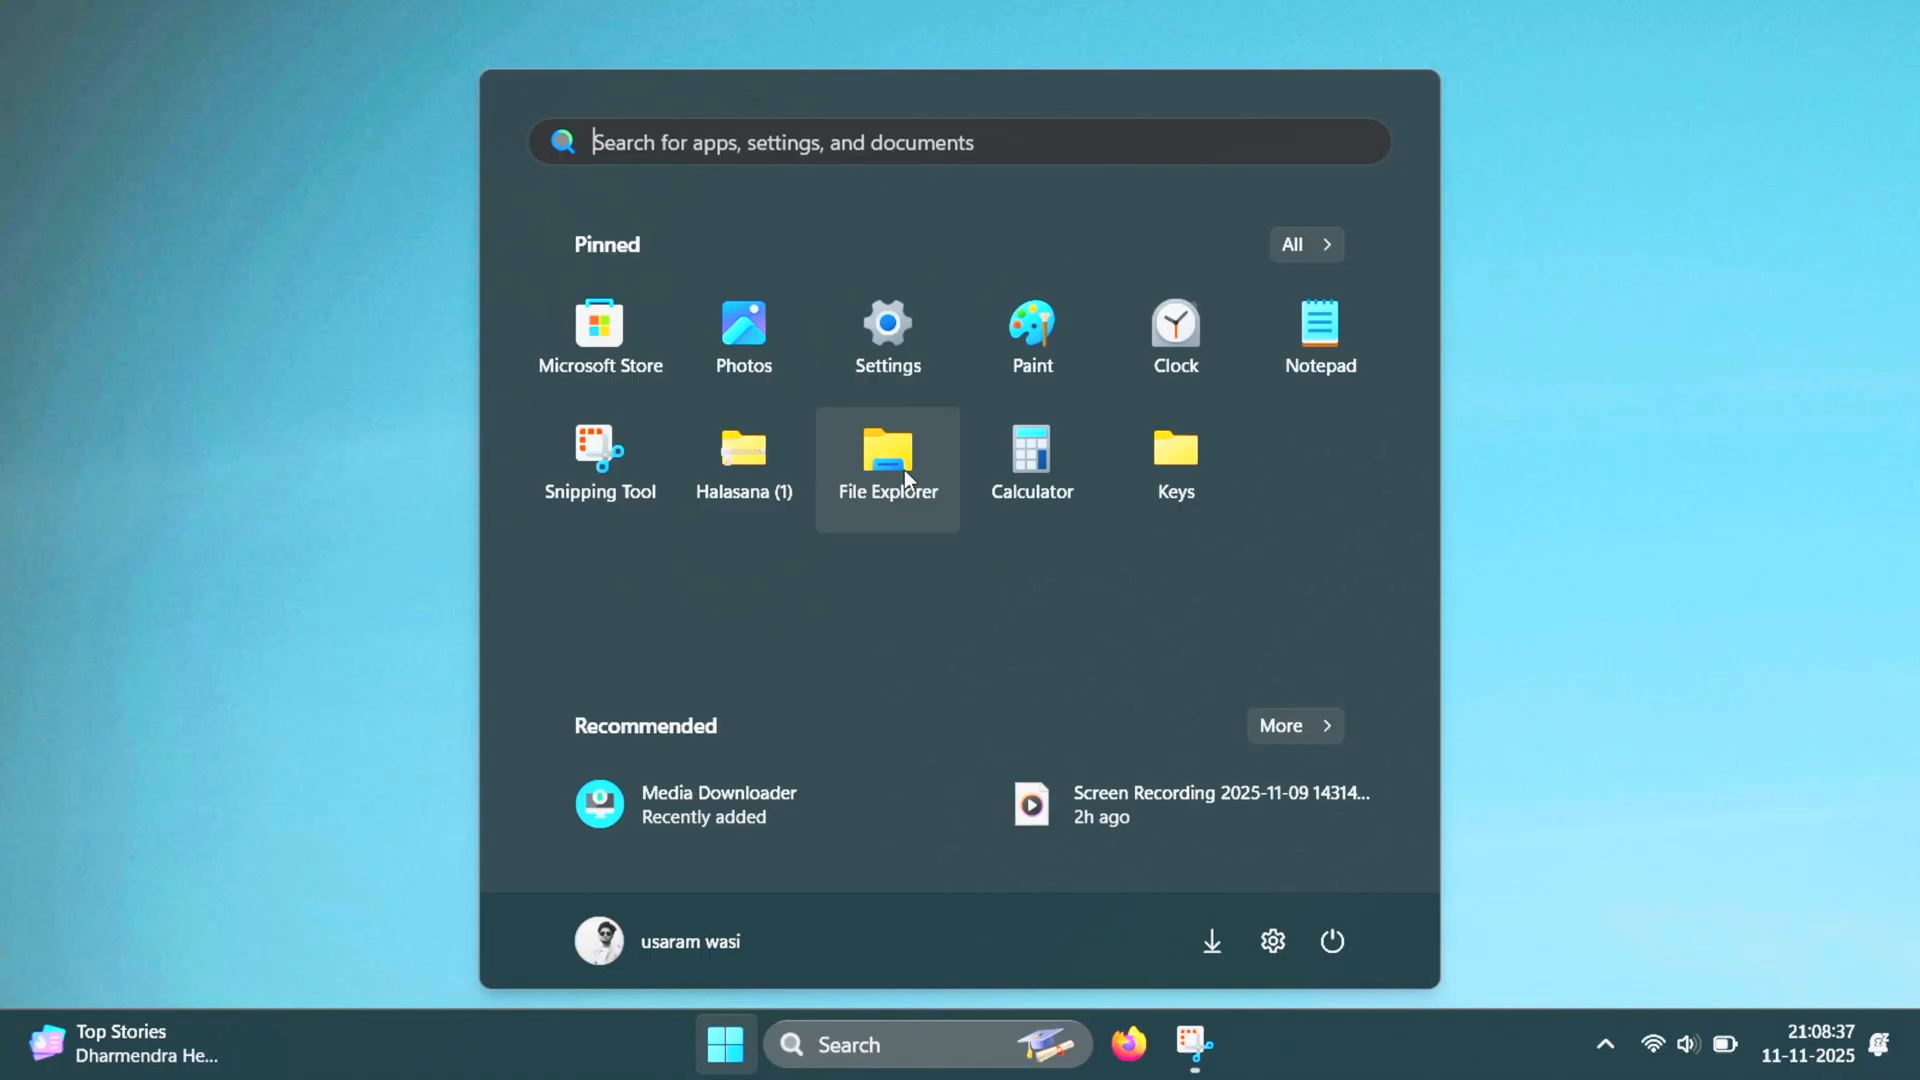 Search for apps, settings, and documents
Pinned
All
Microsoft Store
Photos
Settings
Paint
Clock
Notepad
Snipping Tool
Halasana (1)
File Explorer
Calculator
Keys
Recommended
More
Media Downloader
Recently added
Screen Recording 2025-11-09 14314...
2h ago
usaram wasi
Top Stories
Dharmendra He...
Search
21:08:37
11-11-2025